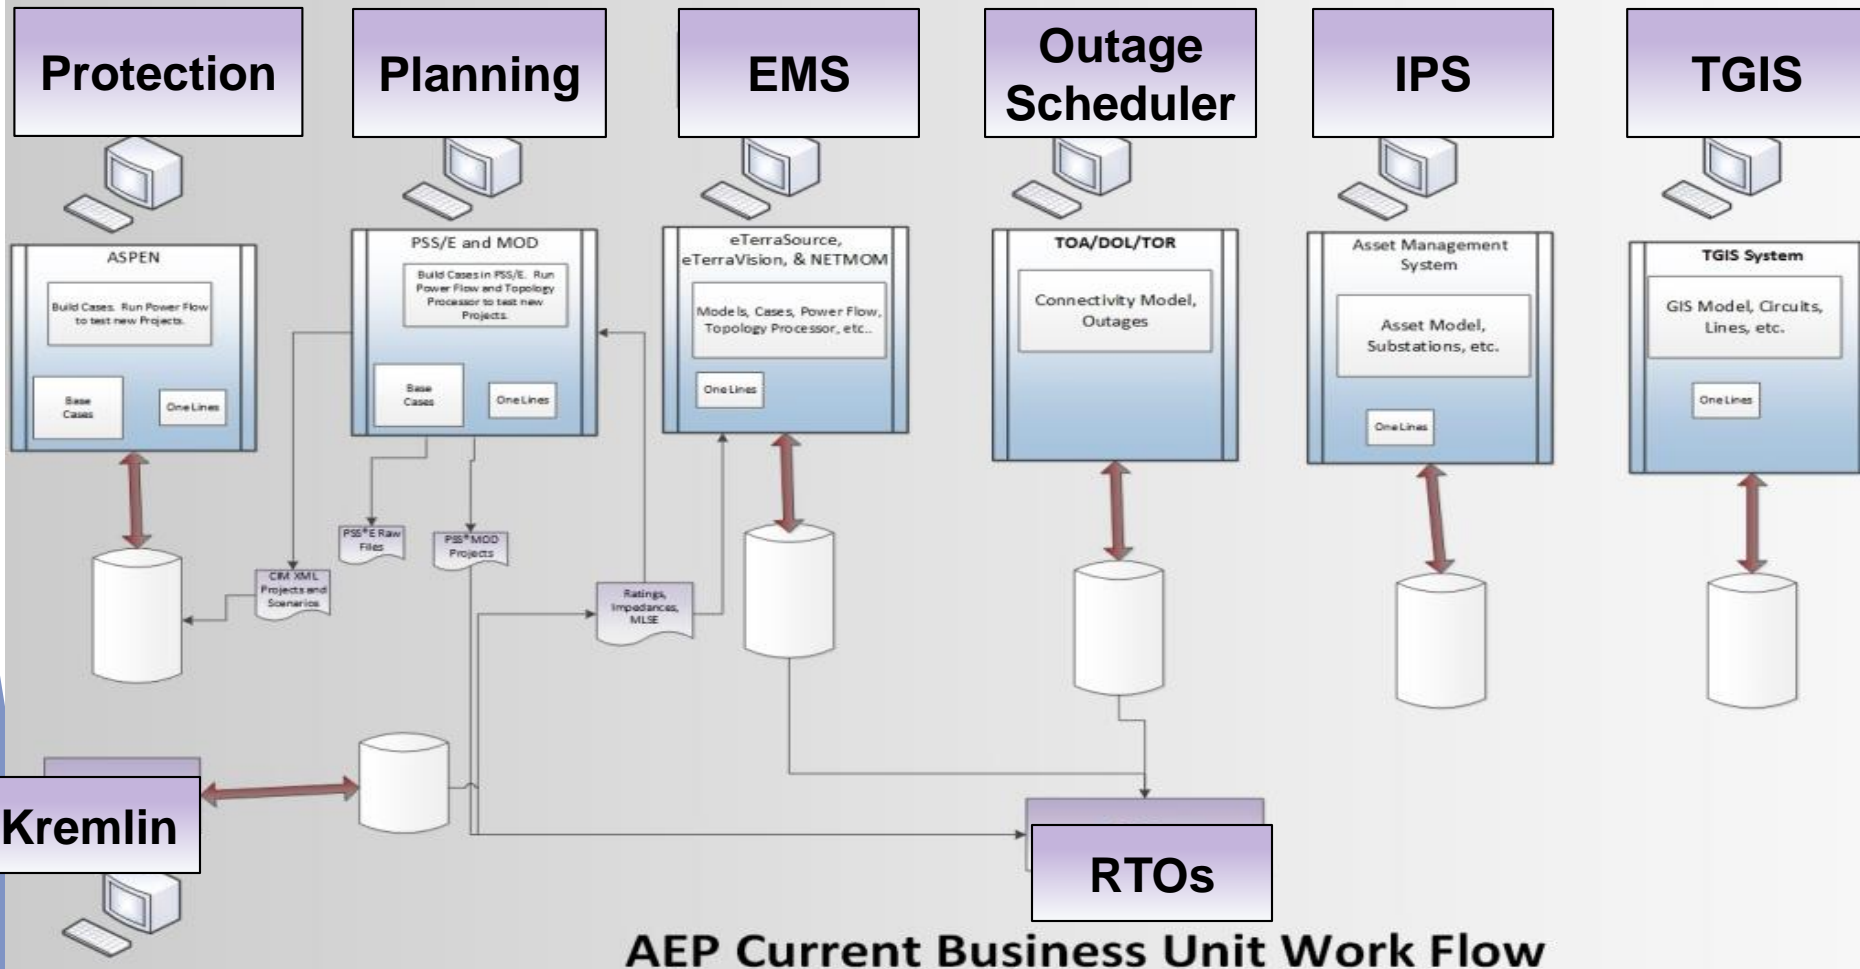 Protection
Planning
EMS
Outage
Scheduler
IPS
TGIS
ASPEN
Build Cases. Run Power Flow
to test new Projects.
Base
Cases
One Lines
PSS/E and MOD
Build Cases in PSS/E. Run
Power Flow and Topology
Processor to test new
Projects.
Base
Cases
One Lines
eTerraSource,
eTerraVision, & NETMOM
Models, Cases, Power Flow,
Topology Processor, etc..
One Lines
TOA/DOL/TOR
Connectivity Model,
Outages
Asset Management
System
Asset Model,
Substations, etc.
One Lines
TGIS System
GIS Model, Circuits,
Lines, etc.
One Lines
PSS®E Raw
Files
PSS®MOD
Projects
CIM XML
Projects and
Scenarios
Ratings,
Impedances,
MLSE
Kremlin
RTOs
AEP Current Business Unit Work Flow